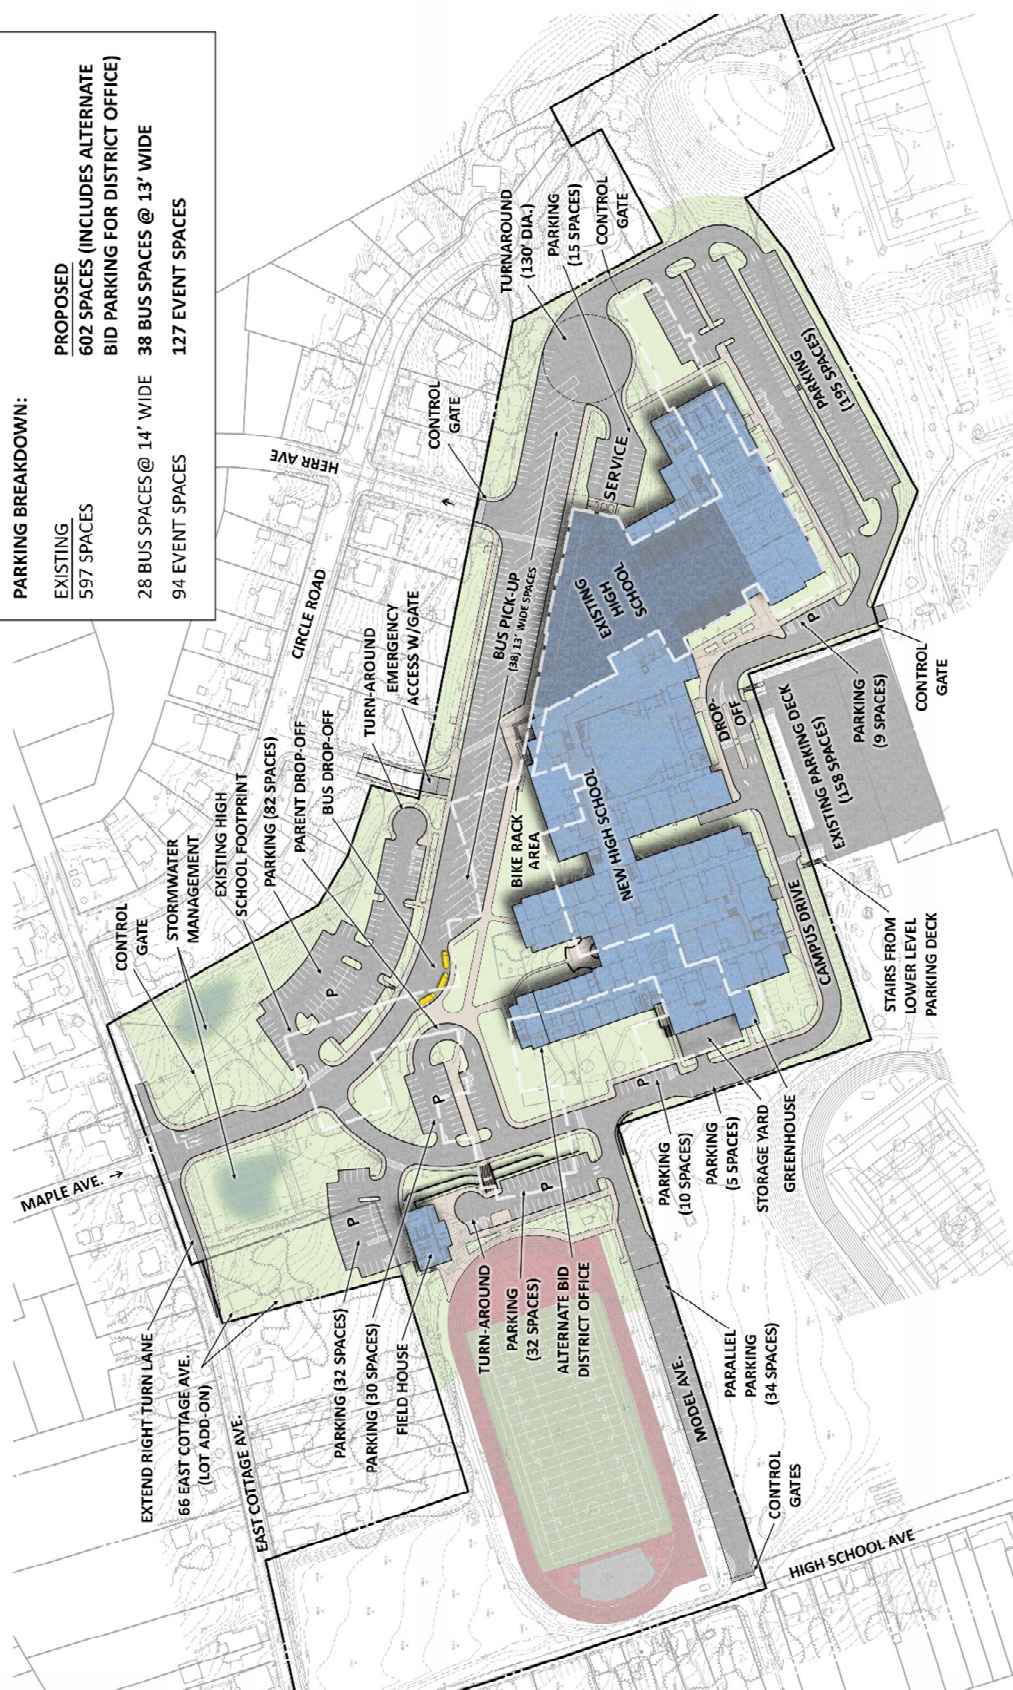 PARKING BREAKDOWN:
EXISTING
597 SPACES
28 BUS SPACES @ 14' WIDE
94 EVENT SPACES
PROPOSED
602 SPACES (INCLUDES ALTERNATE
BID PARKING FOR DISTRICT OFFICE)
38 BUS SPACES @ 13' WIDE
127 EVENT SPACES
MAPLE AVE.
EXTEND RIGHT TURN LANE
66 EAST COTTAGE AVE.
(LOT ADD-ON)
EAST COTTAGE AVE.
CONTROL
GATE
STORMWATER
MANAGEMENT
EXISTING HIGH
SCHOOL FOOTPRINT
PARKING (82 SPACES)
PARENT DROP-OFF
BUS DROP-OFF
TURN-AROUND
EMERGENCY
ACCESS W/GATE
CIRCLE ROAD
HERR AVE
CONTROL
GATE
TURNAROUND
(130' DIA.)
PARKING
(15 SPACES)
CONTROL
GATE
PARKING (32 SPACES)
PARKING (30 SPACES)
FIELD HOUSE
P
P
P
P
BUS PICK-UP
(38, 13' WIDE SPACES
BIKE RACK
AREA
EXISTING
HIGH
SCHOOL
SERVICE
NEW HIGH SCHOOL
DROP-
OFF
PARKING
(195 SPACES)
P
PARKING
(9 SPACES)
CONTROL
GATE
EXISTING PARKING DECK
(158 SPACES)
CAMPUS DRIVE
STAIRS FROM
LOWER LEVEL
PARKING DECK
TURN-AROUND
PARKING
(32 SPACES)
ALTERNATE BID
DISTRICT OFFICE
P
PARKING
(10 SPACES)
PARKING
(5 SPACES)
STORAGE YARD
GREENHOUSE
MODEL AVE.
PARALLEL
PARKING
(34 SPACES)
CONTROL
GATES
HIGH SCHOOL AVE